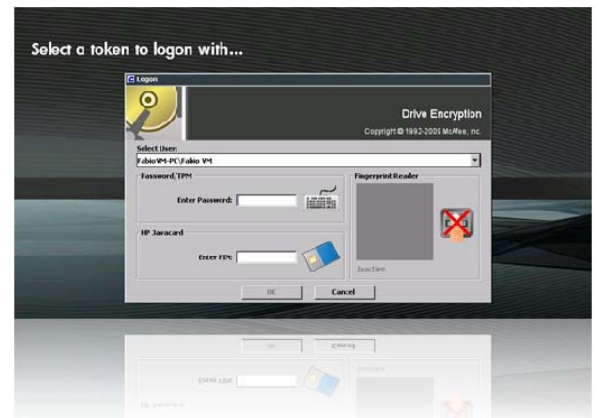 Select a token to logon with...
Logon
Drive Encryption
Copyright © 1992-2005 McAfee, Inc.
Select User:
FabioVM-PC\Fabio VM
Password/TPM
Enter Password:
Fingerprint Reader
HP Javacard
Enter PIN:
Inactive
OK
Cancel